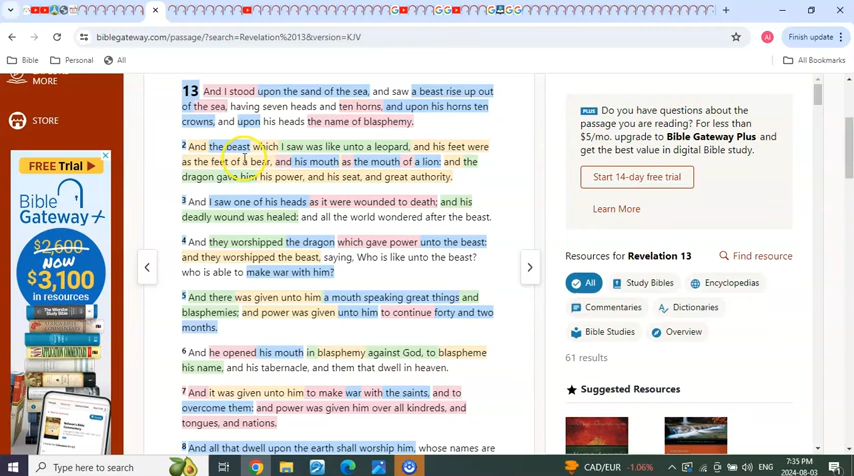 Finish update
biblegateway.com/passage/?search=Revelation%2013&version=KJV
Bible
Personal
All
All Bookmarks
MORE
STORE
FREE Trial
Bible
Gateway+
$2,600
NOW
$3,100
in resources
13 And I stood upon the sand of the sea, and saw a beast rise up out
of the sea, having seven heads and ten horns, and upon his horns ten
crowns, and upon his heads the name of blasphemy.
2 And the beast which I saw was like unto a leopard, and his feet were
as the feet of a bear, and his mouth as the mouth of a lion: and the
dragon gave him his power, and his seat, and great authority.
3 And I saw one of his heads as it were wounded to death; and his
deadly wound was healed: and all the world wondered after the beast.
4 And they worshipped the dragon which gave power unto the beast:
and they worshipped the beast, saying, Who is like unto the beast?
who is able to make war with him?
5 And there was given unto him a mouth speaking great things and
blasphemies; and power was given unto him to continue forty and two
months.
6 And he opened his mouth in blasphemy against God, to blaspheme
his name, and his tabernacle, and them that dwell in heaven.
7 And it was given unto him to make war with the saints, and to
overcome them: and power was given him over all kindreds, and
tongues, and nations.
8 And all that dwell upon the earth shall worship him, whose names are
PLUS Do you have questions about the
passage you are reading? For less than
$5/mo. upgrade to Bible Gateway Plus and
get the best value in digital Bible study.
Start 14-day free trial
Learn More
Resources for Revelation 13
Find resource
All
Study Bibles
Encyclopedias
Commentaries
Dictionaries
Bible Studies
Overview
61 results
Suggested Resources
Type here to search
CAD/EUR -1.06%
ENG
7:35 PM
2024-08-03